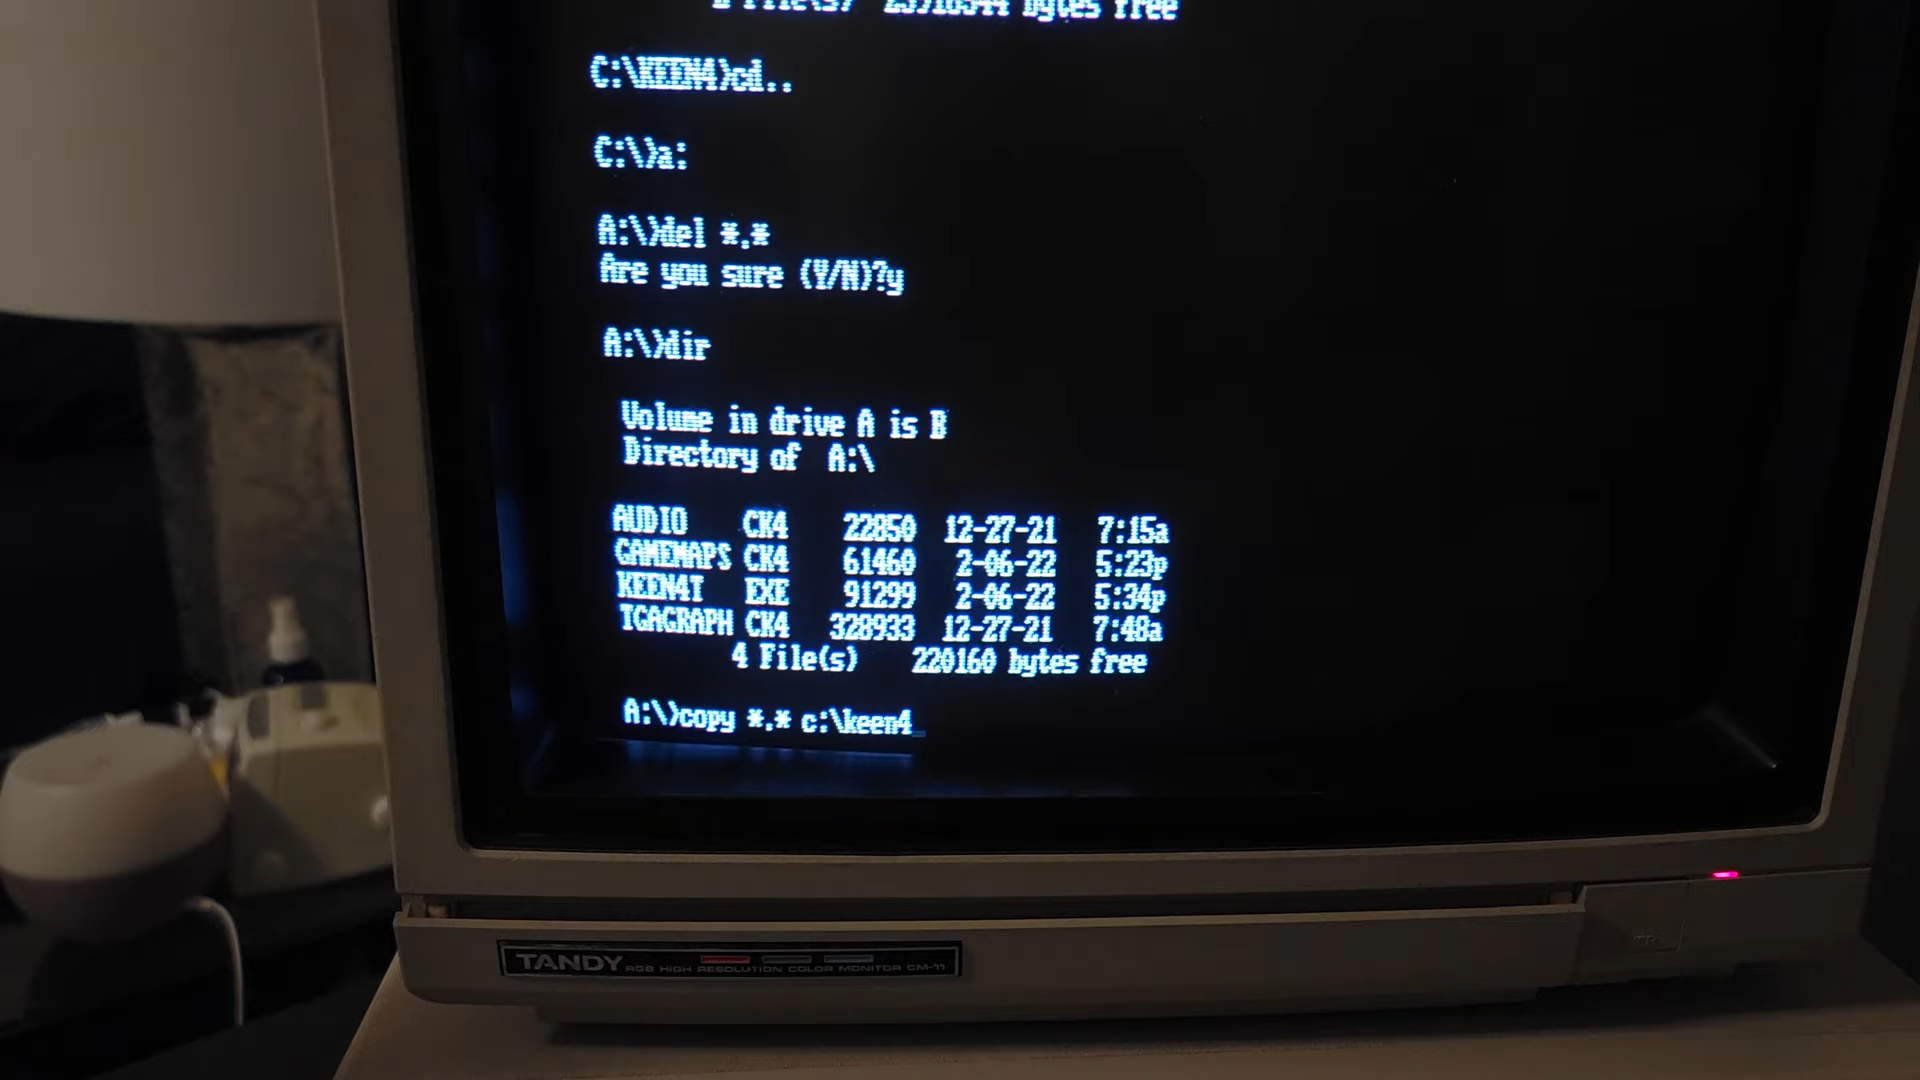 bytes free
C:\KEEN4>cd..
C:\>a:
A:\>del *.*
Are you sure (Y/N)?y
A:\>dir
Volume in drive A is B
Directory of A:\
AUDIO CK4 22850 12-27-21 7:15a
GAMEMAPS CK4 61460 2-06-22 5:23p
KEEN4T EXE 91299 2-06-22 5:34p
TGAGRAPH CK4 328933 12-27-21 7:48a
4 File(s) 220160 bytes free
A:\>copy *.* c:\keen4_
TANDY RGB HIGH RESOLUTION COLOR MONITOR CM-11